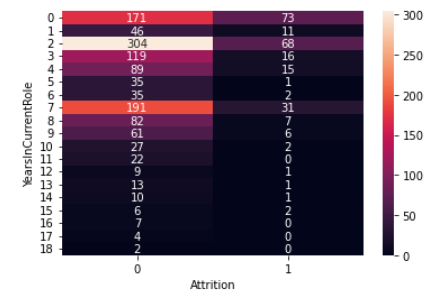 YearsInCurrentRole
0 171 73
1 46 11
2 304 68
3 119 16
4 89 15
5 35 1
6 35 2
7 191 31
8 82 7
9 61 6
10 27 2
11 22 0
12 9 1
13 13 1
14 10 1
15 6 2
16 7 0
17 4 0
18 2 0
0 1
Attrition
300
250
200
150
100
50
0